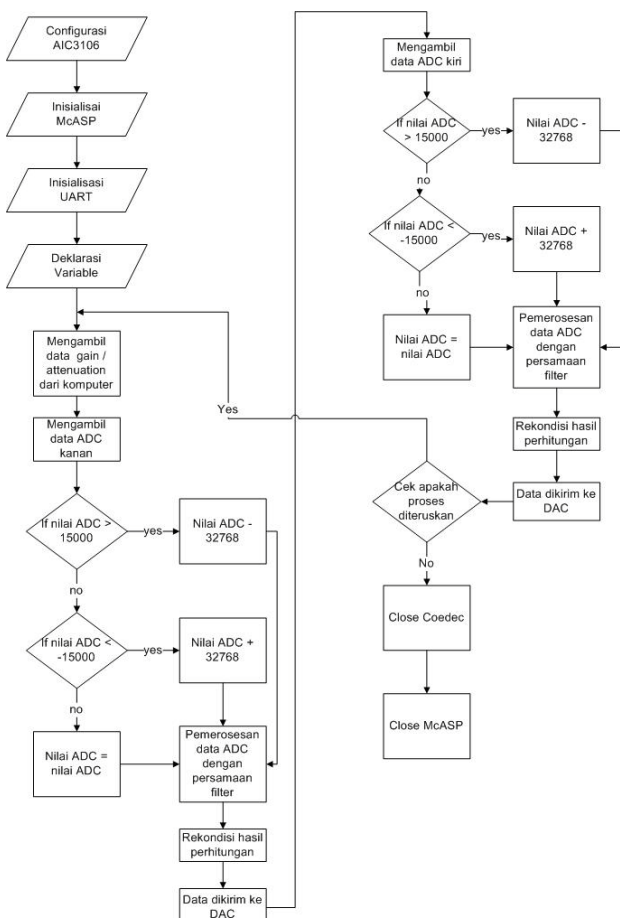 Configurasi
AIC3106
Inisialisai
McASP
Inisialisasi
UART
Deklarasi
Variable
Mengambil
data gain /
attenuation
dari komputer
Mengambil
data ADC
kanan
If nilai ADC >
15000
yes
Nilai ADC -
32768
no
If nilai ADC <
-15000
yes
Nilai ADC +
32768
no
Nilai ADC =
nilai ADC
Pemerosesan
data ADC
dengan
persamaan
filter
Rekondisi hasil
perhitungan
Data dikirim ke
DAC
Mengambil
data ADC kiri
If nilai ADC
> 15000
yes
Nilai ADC -
32768
no
If nilai ADC <
-15000
yes
Nilai ADC +
32768
no
Nilai ADC =
nilai ADC
Pemerosesan
data ADC
dengan
persamaan
filter
Rekondisi hasil
perhitungan
Data dikirim ke
DAC
Cek apakah
proses
diteruskan
Yes
No
Close Coedec
Close McASP